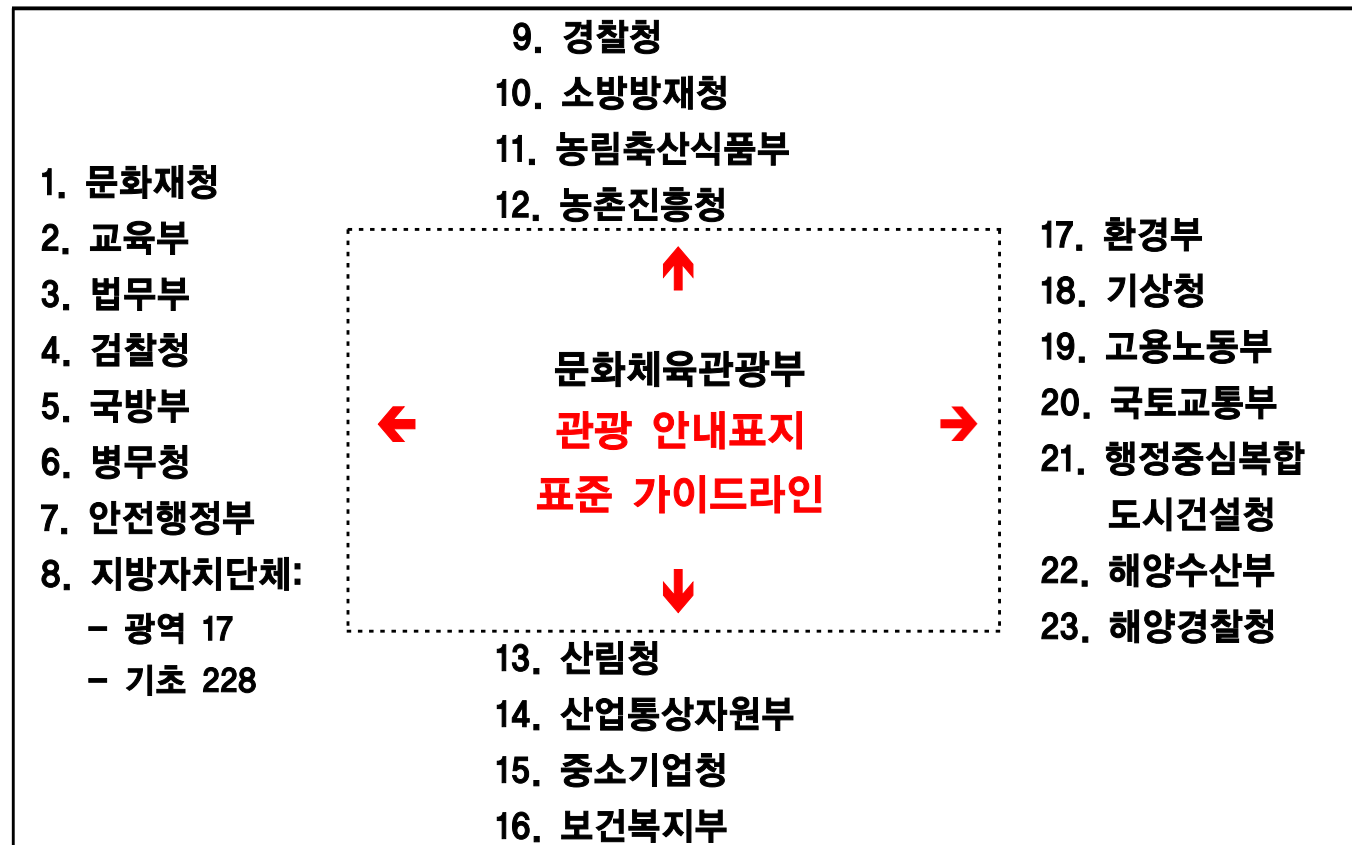 1. 문화재청
2. 교육부
3. 법무부
4. 검찰청
5. 국방부
6. 병무청
7. 안전행정부
8. 지방자치단체:
- 광역 17
- 기초 228
9. 경찰청
10. 소방방재청
11. 농림축산식품부
12. 농촌진흥청
문화체육관광부
관광 안내표지
표준 가이드라인
13. 산림청
14. 산업통상자원부
15. 중소기업청
16. 보건복지부
17. 환경부
18. 기상청
19. 고용노동부
20. 국토교통부
21. 행정중심복합
도시건설청
22. 해양수산부
23. 해양경찰청